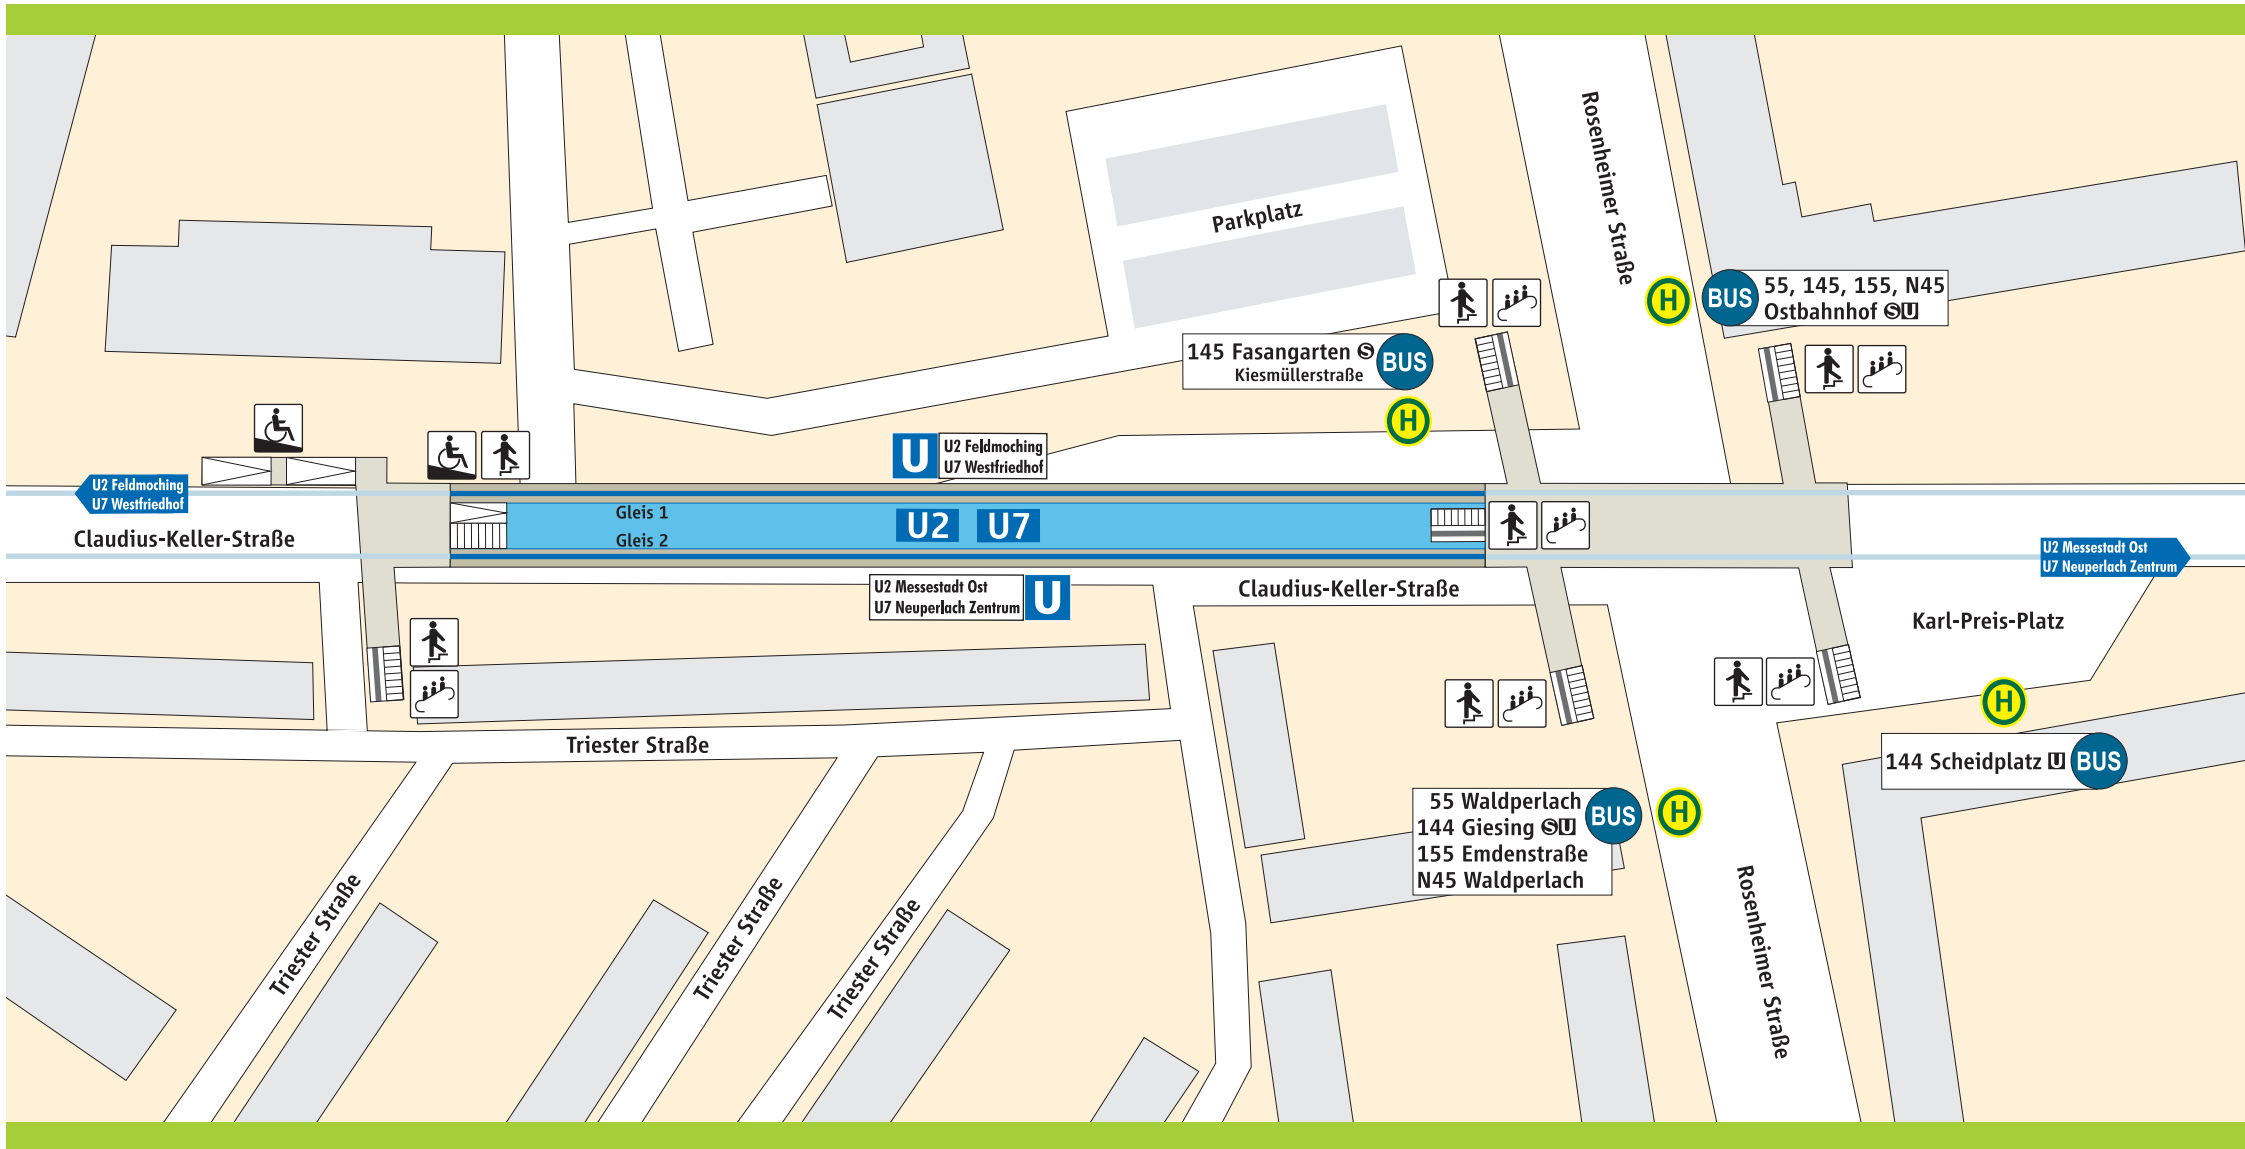 Rosenheimer Straße
Parkplatz
H
BUS
55, 145, 155, N45
Ostbahnhof S U
145 Fasangarten S
Kiesmüllerstraße
BUS
H
U
U2 Feldmoching
U7 Westfriedhof
U2 Feldmoching
U7 Westfriedhof
Claudius-Keller-Straße
Gleis 1
Gleis 2
U2
U7
U2 Messestadt Ost
U7 Neuperlach Zentrum
U2 Messestadt Ost
U7 Neuperlach Zentrum
U
Claudius-Keller-Straße
Karl-Preis-Platz
H
144 Scheidplatz U
BUS
Triester Straße
55 Waldperlach
144 Giesing S U
155 Emdenstraße
N45 Waldperlach
BUS
H
Triester Straße
Triester Straße
Triester Straße
Rosenheimer Straße